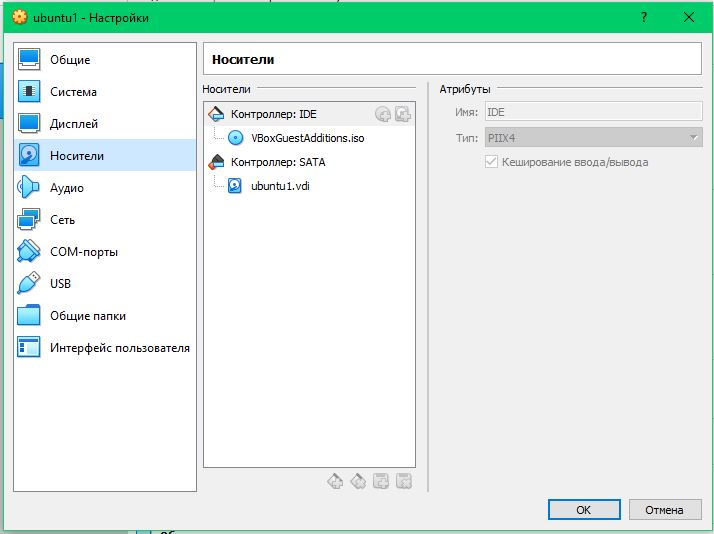 ubuntu1 - Настройки
?
Общие
Система
Дисплей
Носители
Аудио
Сеть
COM-порты
USB
Общие папки
Интерфейс пользователя
Носители
Носители
Контроллер: IDE
VBoxGuestAdditions.iso
Контроллер: SATA
ubuntu1.vdi
Атрибуты
Имя: IDE
Тип: PIIX4
Кеширование ввода/вывода
OK
Отмена